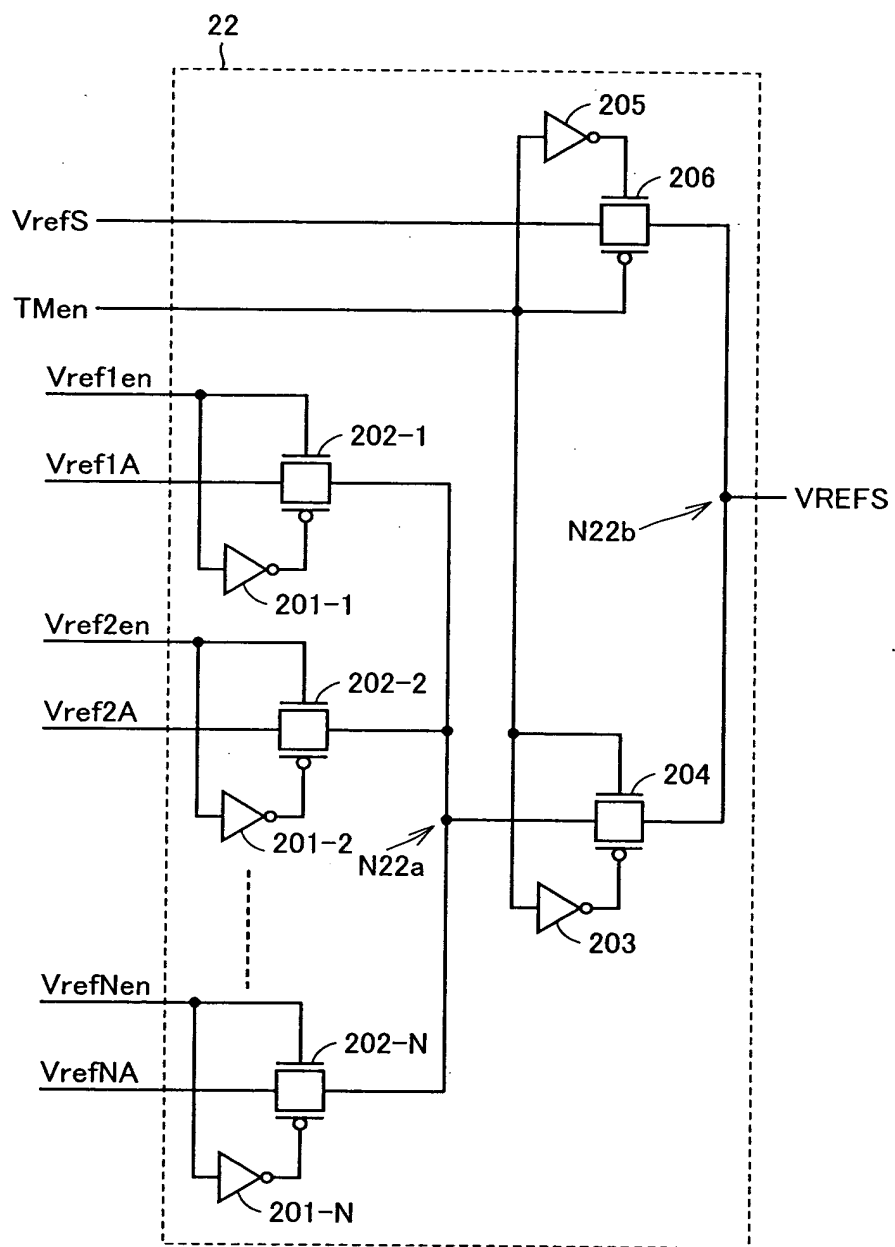 22
205
206
VrefS
TMen
Vref1en
202-1
Vref1A
VREFS
N22b
201-1
Vref2en
202-2
Vref2A
204
201-2
N22a
203
VrefNen
202-N
VrefNA
201-N